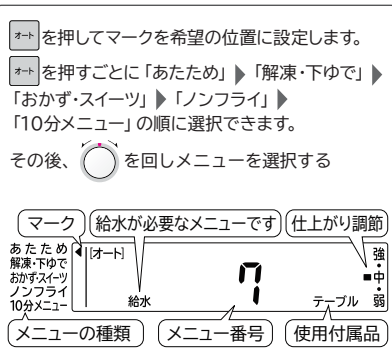 オート を押してマークを希望の位置に設定します。
オート を押すごとに「あたため」▶「解凍・下ゆで」▶
「おかず・スイーツ」▶「ノンフライ」▶
「10分メニュー」の順に選択できます。
その後、 を回しメニューを選択する
マーク 給水が必要なメニューです 仕上がり調節
あたため ◀ [オート] 強
解凍・下ゆで ・
おかず・スイーツ 7 ■中
ノンフライ ・
10分メニュー 給水 テーブル 弱
メニューの種類 メニュー番号 使用付属品